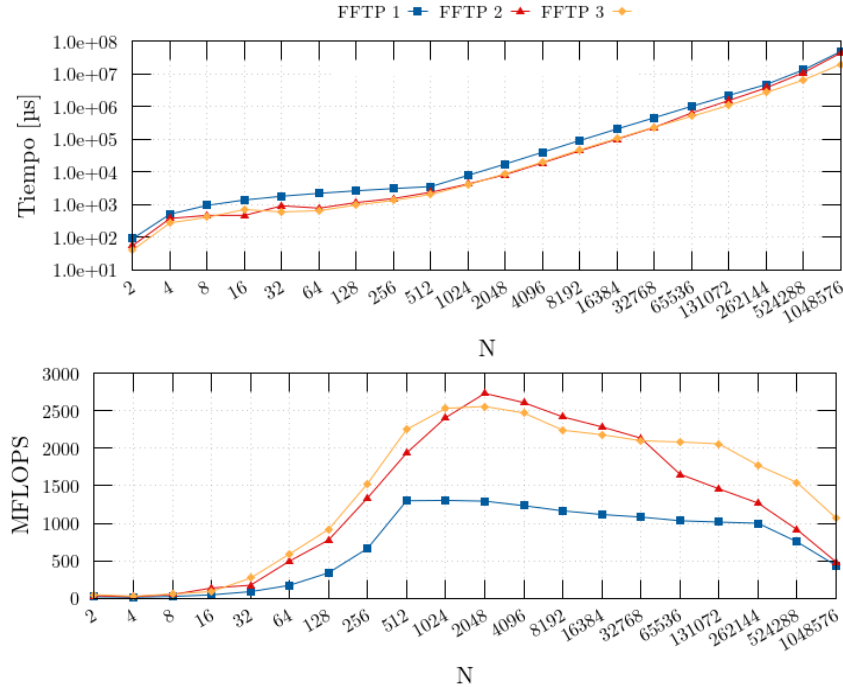 FFTP 1 FFTP 2 FFTP 3
1.0e+08
1.0e+07
1.0e+06
1.0e+05
1.0e+04
1.0e+03
1.0e+02
1.0e+01
Tiempo [µs]
2 4 8 16 32 64 128 256 512 1024 2048 4096 8192 16384 32768 65536 131072 262144 524288 1048576
N
3000
2500
2000
1500
1000
500
0
MFLOPS
2 4 8 16 32 64 128 256 512 1024 2048 4096 8192 16384 32768 65536 131072 262144 524288 1048576
N